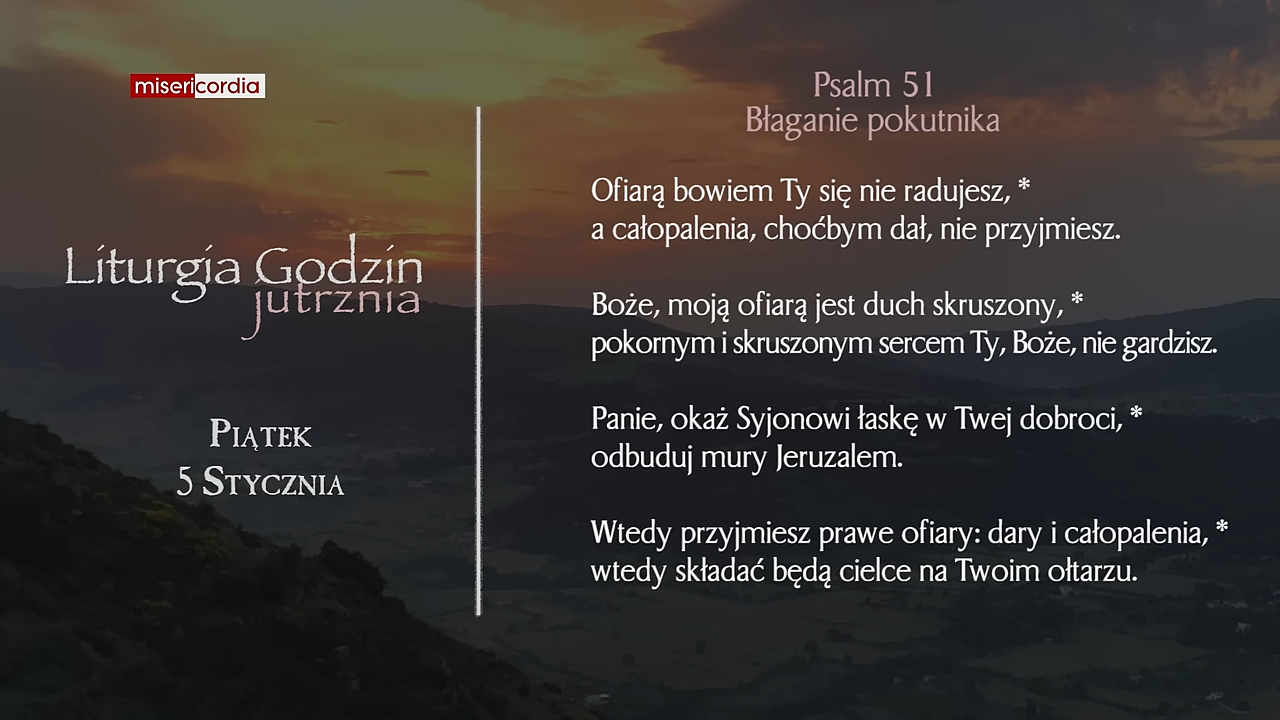 misericordia
Liturgia Godzin
jutrznia
Piątek
5 Stycznia
Psalm 51
Błaganie pokutnika
Ofiarą bowiem Ty się nie radujesz, *
a całopalenia, choćbym dał, nie przyjmiesz.
Boże, moją ofiarą jest duch skruszony, *
pokornym i skruszonym sercem Ty, Boże, nie gardzisz.
Panie, okaż Syjonowi łaskę w Twej dobroci, *
odbuduj mury Jeruzalem.
Wtedy przyjmiesz prawe ofiary: dary i całopalenia, *
wtedy składać będą cielce na Twoim ołtarzu.